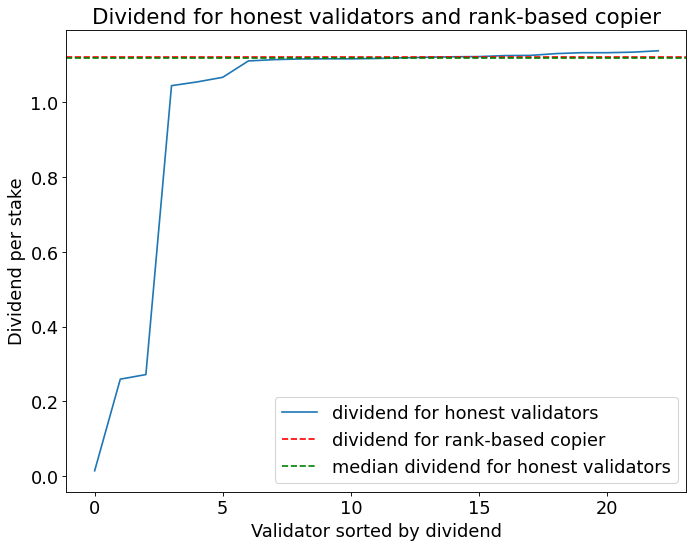 Dividend for honest validators and rank-based copier
Dividend per stake
1.0
0.8
0.6
0.4
0.2
0.0
dividend for honest validators
dividend for rank-based copier
median dividend for honest validators
0 5 10 15 20
Validator sorted by dividend